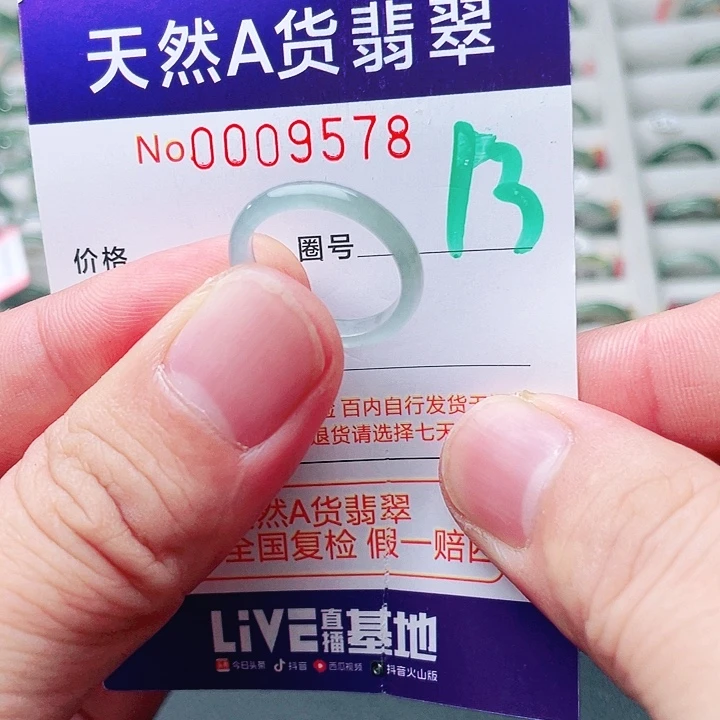 天然A货翡翠
No0009578
13
价格
圈号
检 百内自行发货
退货请选择七天
然A货翡翠
全国复检 假一赔
LiVE直播基地
今日头条 抖音 西瓜视频 抖音火山版